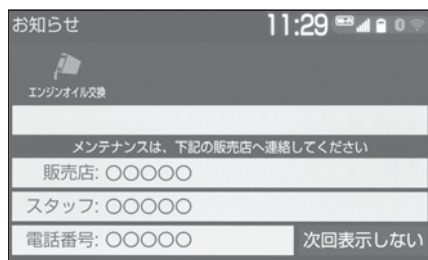 お知らせ 11:29
エンジンオイル交換
メンテナンスは、下記の販売店へ連絡してください
販売店: ○○○○○
スタッフ: ○○○○○
電話番号: ○○○○○ 次回表示しない